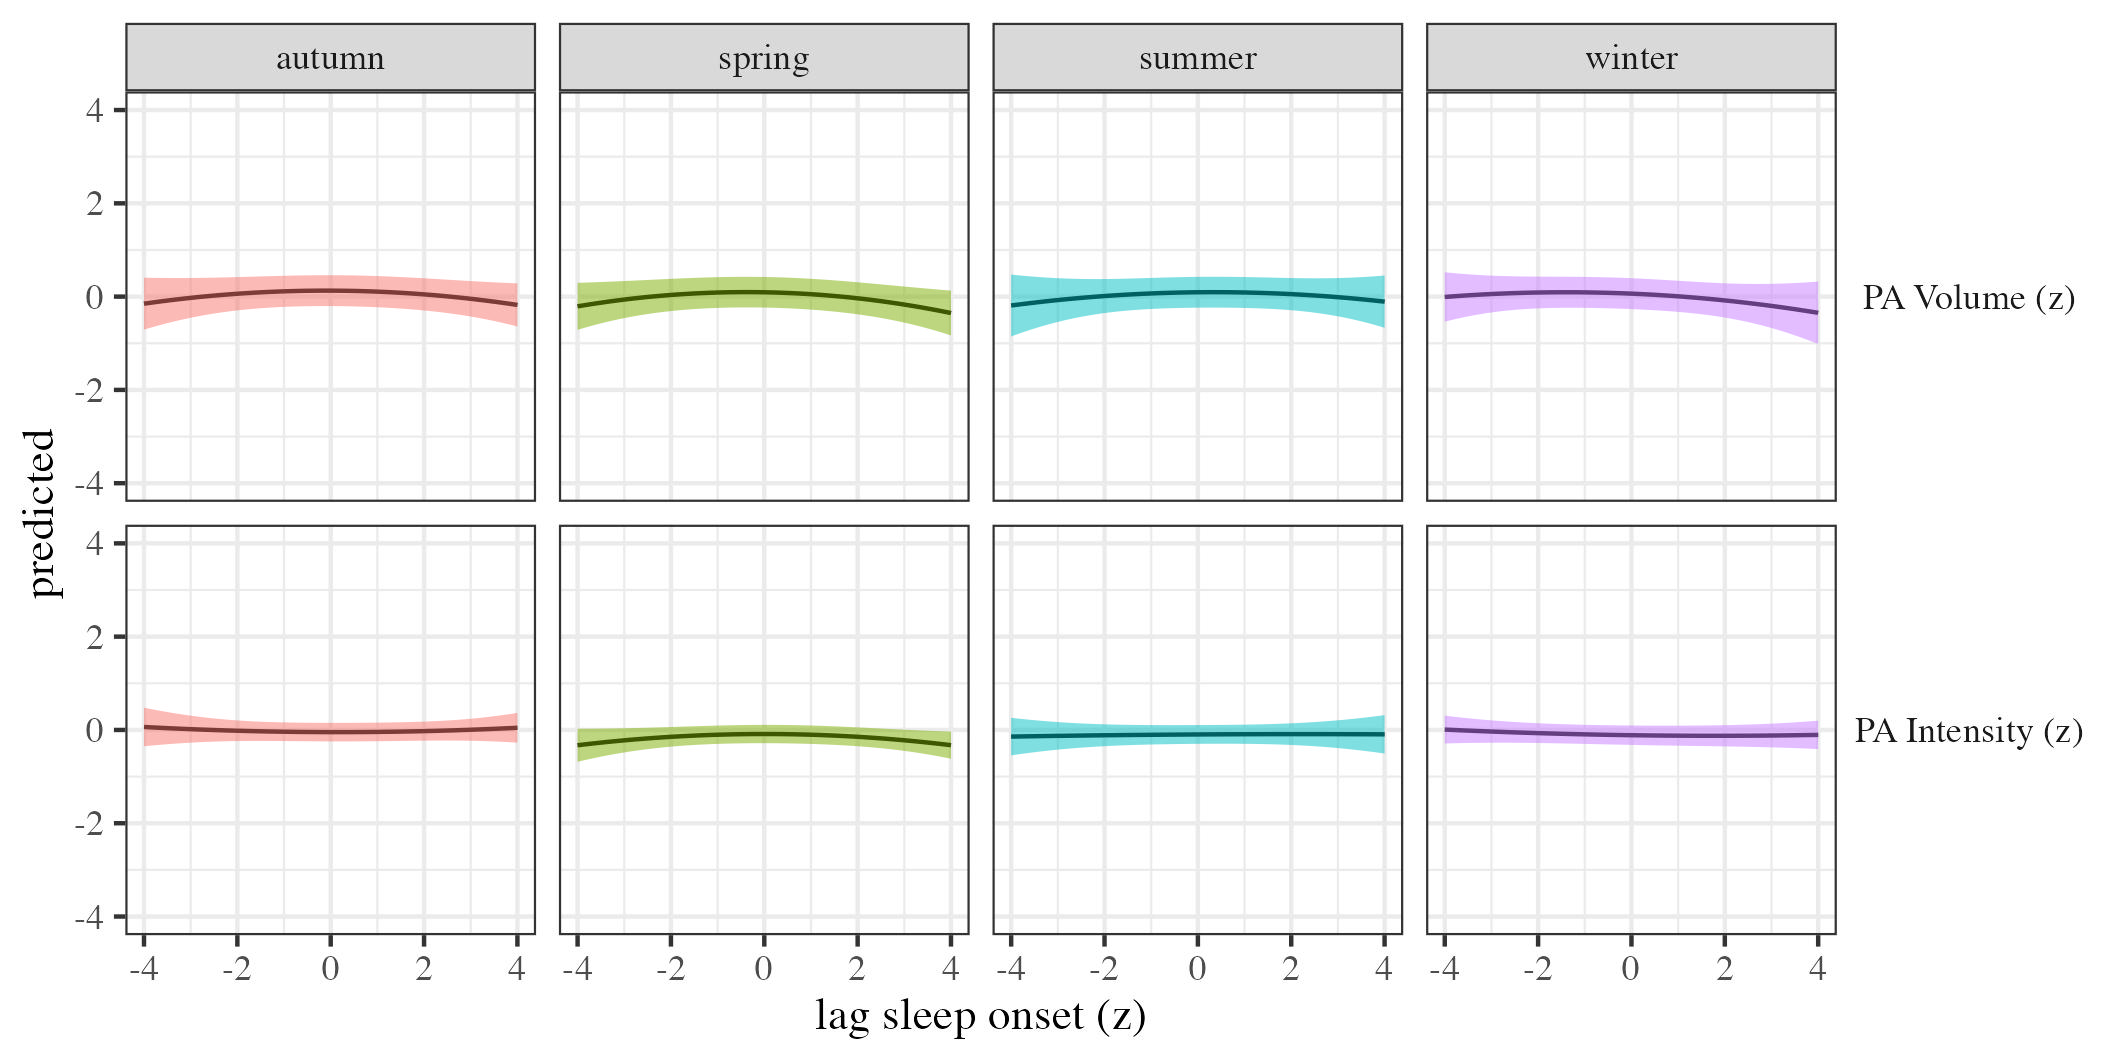 autumn spring summer winter
4
2
0
-2
-4
PA Volume (z)
predicted
4
2
0
-2
-4
PA Intensity (z)
-4 -2 0 2 4 -4 -2 0 2 4 -4 -2 0 2 4 -4 -2 0 2 4
lag sleep onset (z)